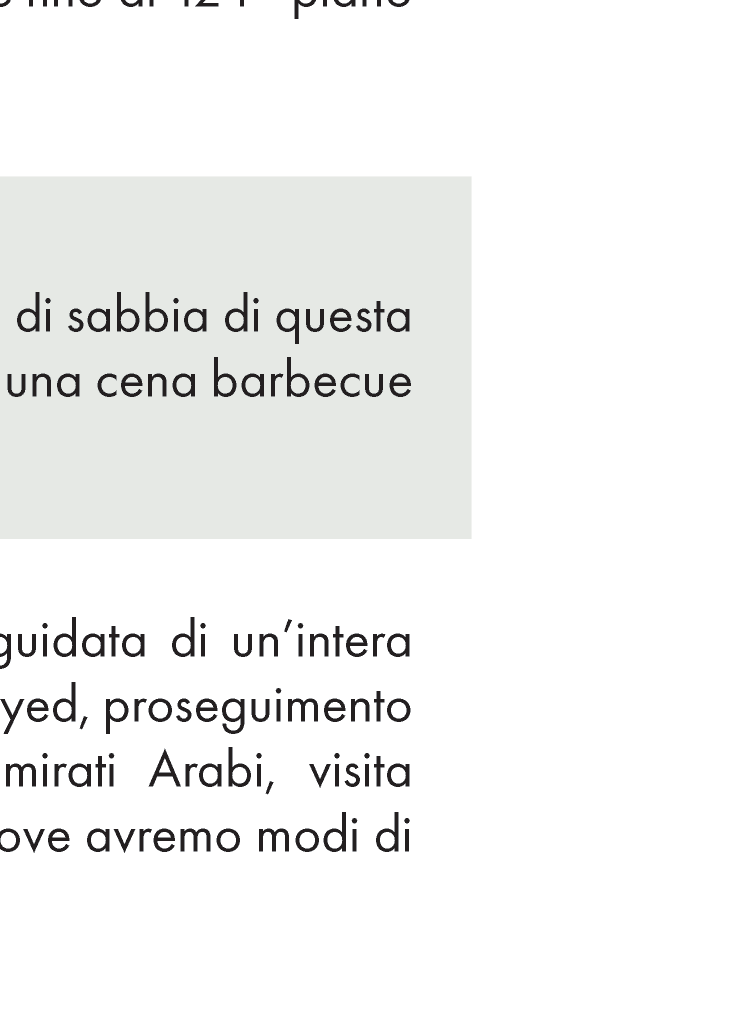 piano
di sabbia di questa
una cena barbecue
guidata di un’intera
yed, proseguimento
mirati Arabi, visita
ove avremo modi di